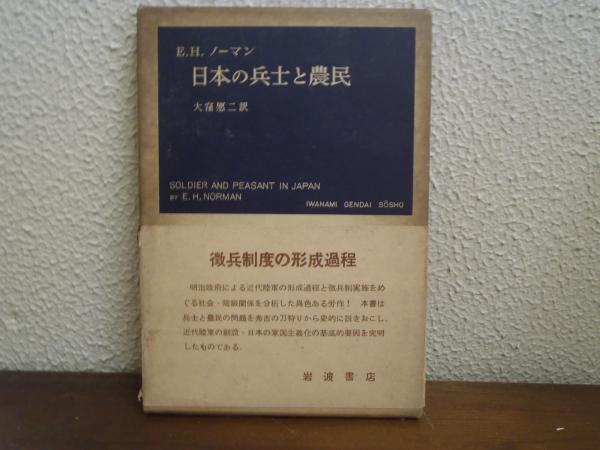 E.H. ノーマン
日本の兵士と農民
大窪愿二訳
SOLDIER AND PEASANT IN JAPAN
BY E. H. NORMAN
IWANAMI GENDAI SŌSHO
徴兵制度の形成過程
明治政府による近代陸軍の形成過程と徴兵制実施をめ
ぐる社会・階級関係を分析した異色ある労作! 本書は
兵士と農民の問題を秀吉の刀狩りから史的に説きおこし、
近代陸軍の創設・日本の軍国主義化の基底的要因を究明
したものである。
岩波書店